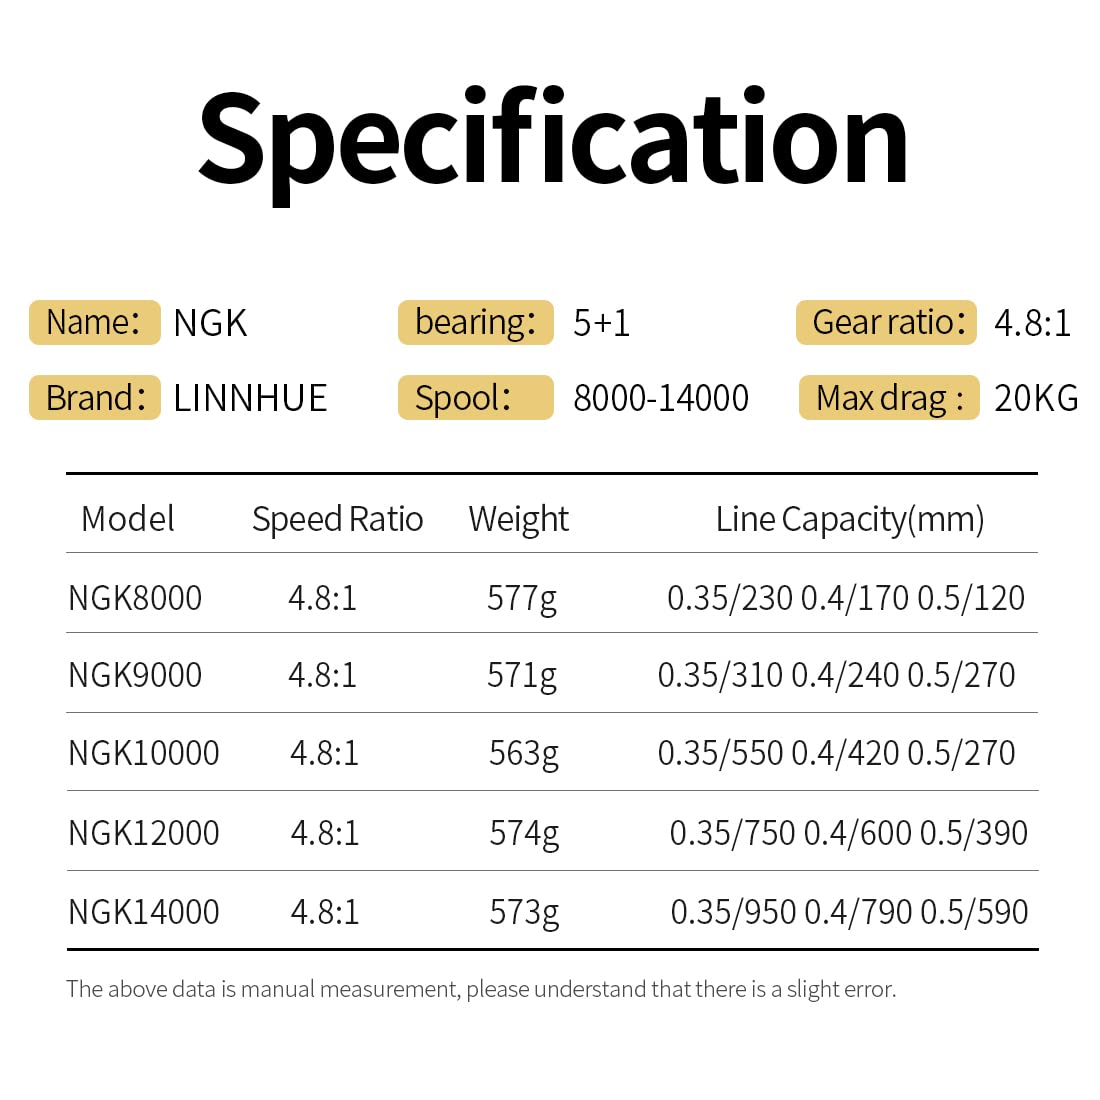 Specification
Name: NGK bearing: 5+1 Gear ratio: 4.8:1
Brand: LINNHUE Spool: 8000-14000 Max drag : 20KG
Model Speed Ratio Weight Line Capacity(mm)
NGK8000 4.8:1 577g 0.35/230 0.4/170 0.5/120
NGK9000 4.8:1 571g 0.35/310 0.4/240 0.5/270
NGK10000 4.8:1 563g 0.35/550 0.4/420 0.5/270
NGK12000 4.8:1 574g 0.35/750 0.4/600 0.5/390
NGK14000 4.8:1 573g 0.35/950 0.4/790 0.5/590
The above data is manual measurement, please understand that there is a slight error.